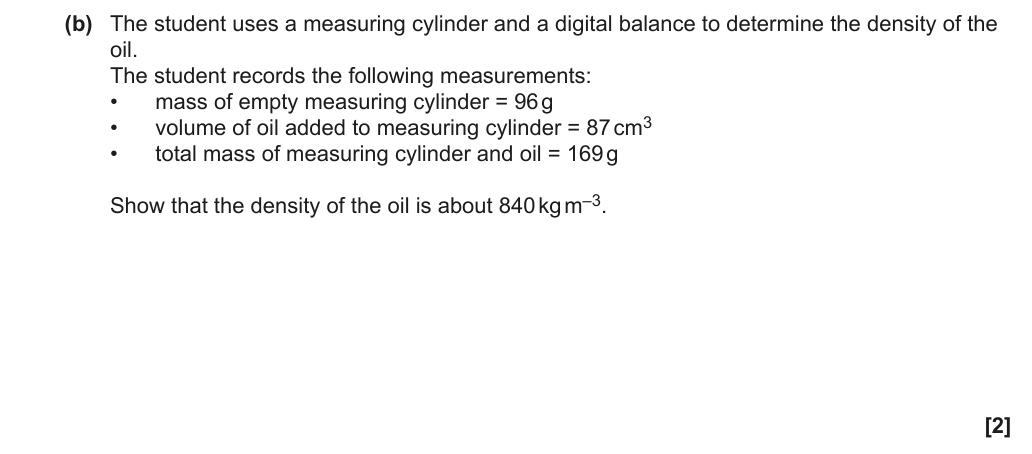 (b) The student uses a measuring cylinder and a digital balance to determine the density of the
oil.
The student records the following measurements:
• mass of empty measuring cylinder = 96 g
• volume of oil added to measuring cylinder = 87 cm³
• total mass of measuring cylinder and oil = 169 g
Show that the density of the oil is about 840 kg m⁻³.
[2]